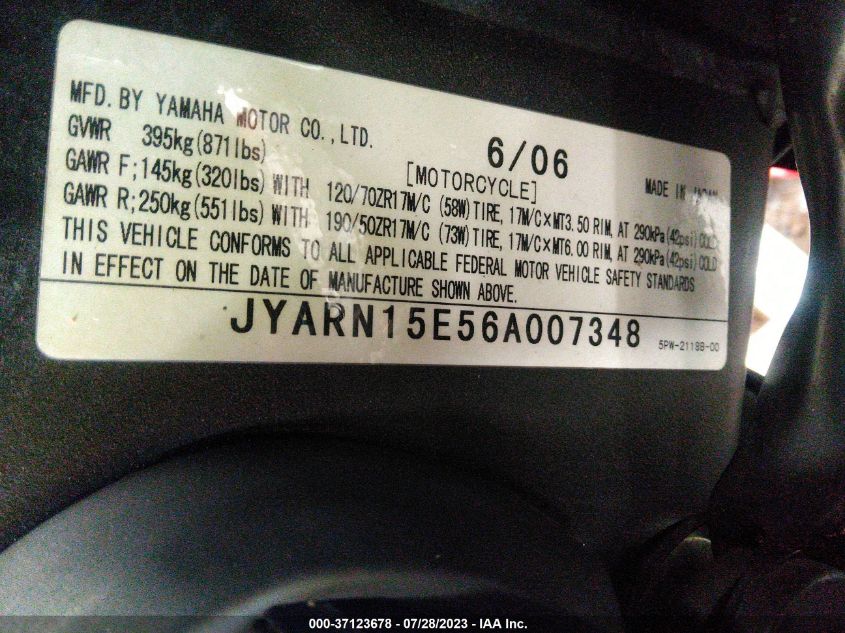 MFD. BY YAMAHA MOTOR CO., LTD. 6/06
GVWR 395kg (871lbs) [MOTORCYCLE] MADE IN JAPAN
GAWR F;145kg (320lbs) WITH 120/70ZR17M/C (58W) TIRE, 17M/C×MT3.50 RIM, AT 290kPa (42psi) COLD
GAWR R;250kg (551lbs) WITH 190/50ZR17M/C (73W) TIRE, 17M/C×MT6.00 RIM, AT 290kPa (42psi) COLD
THIS VEHICLE CONFORMS TO ALL APPLICABLE FEDERAL MOTOR VEHICLE SAFETY STANDARDS
IN EFFECT ON THE DATE OF MANUFACTURE SHOWN ABOVE.
JYARN15E56A007348 5PW-2118B-00
000-37123678 - 07/28/2023 - IAA Inc.